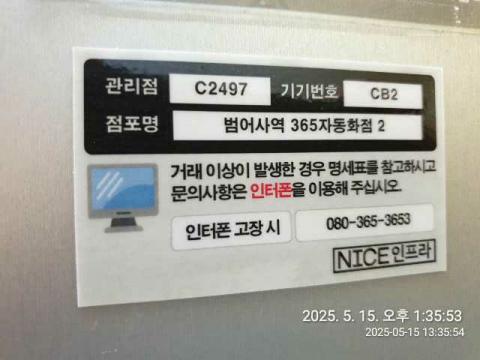 관리점 C2497 기기번호 CB2
점포명 범어사역 365자동화점 2
거래 이상이 발생한 경우 명세표를 참고하시고
문의사항은 인터폰을 이용해 주십시오.
인터폰 고장 시 080-365-3653
NICE인프라
2025. 5. 15. 오후 1:35:53
2025-05-15 13:35:54